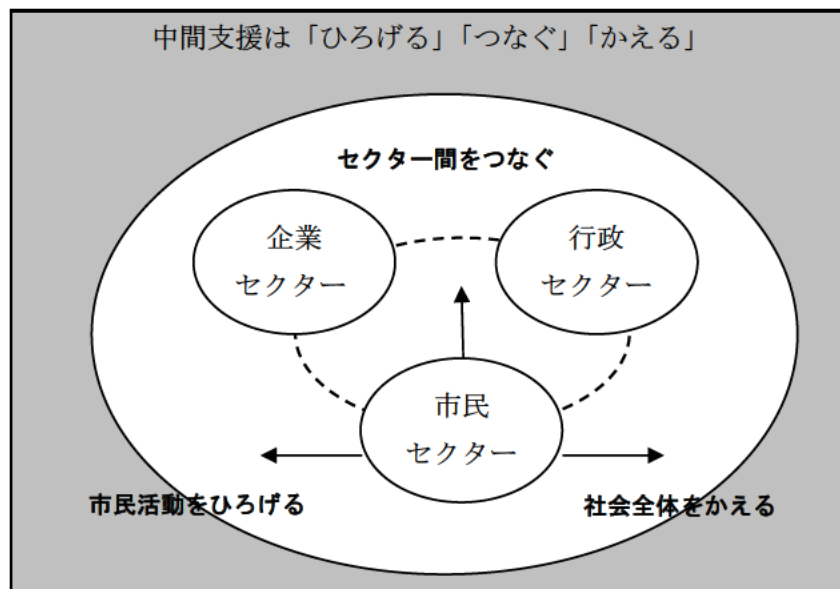 中間支援は「ひろげる」「つなぐ」「かえる」
セクター間をつなぐ
企業
セクター
行政
セクター
市民
セクター
市民活動をひろげる
社会全体をかえる